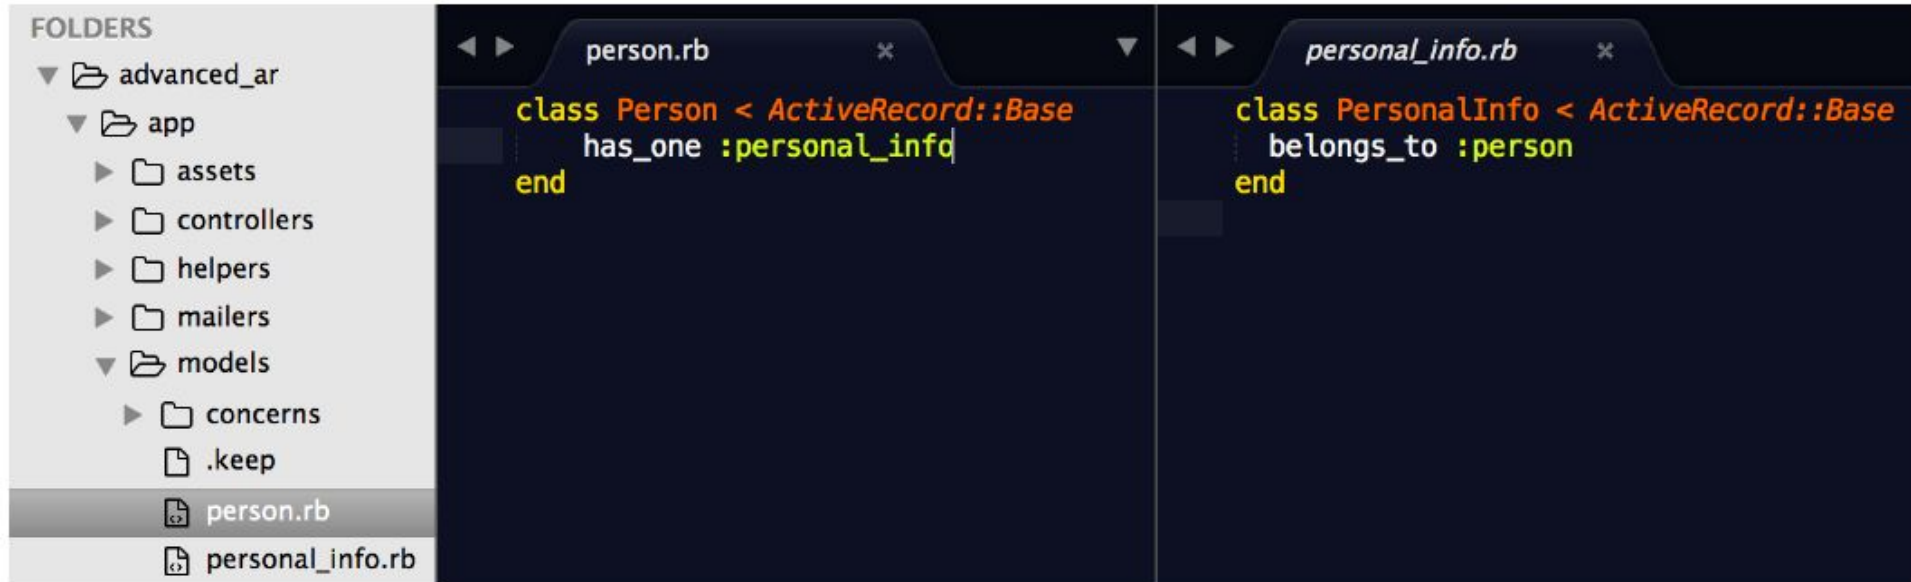 FOLDERS
advanced_ar
app
assets
controllers
helpers
mailers
models
concerns
.keep
person.rb
personal_info.rb
person.rb
class Person < ActiveRecord::Base
has_one :personal_info
end
personal_info.rb
class PersonalInfo < ActiveRecord::Base
belongs_to :person
end